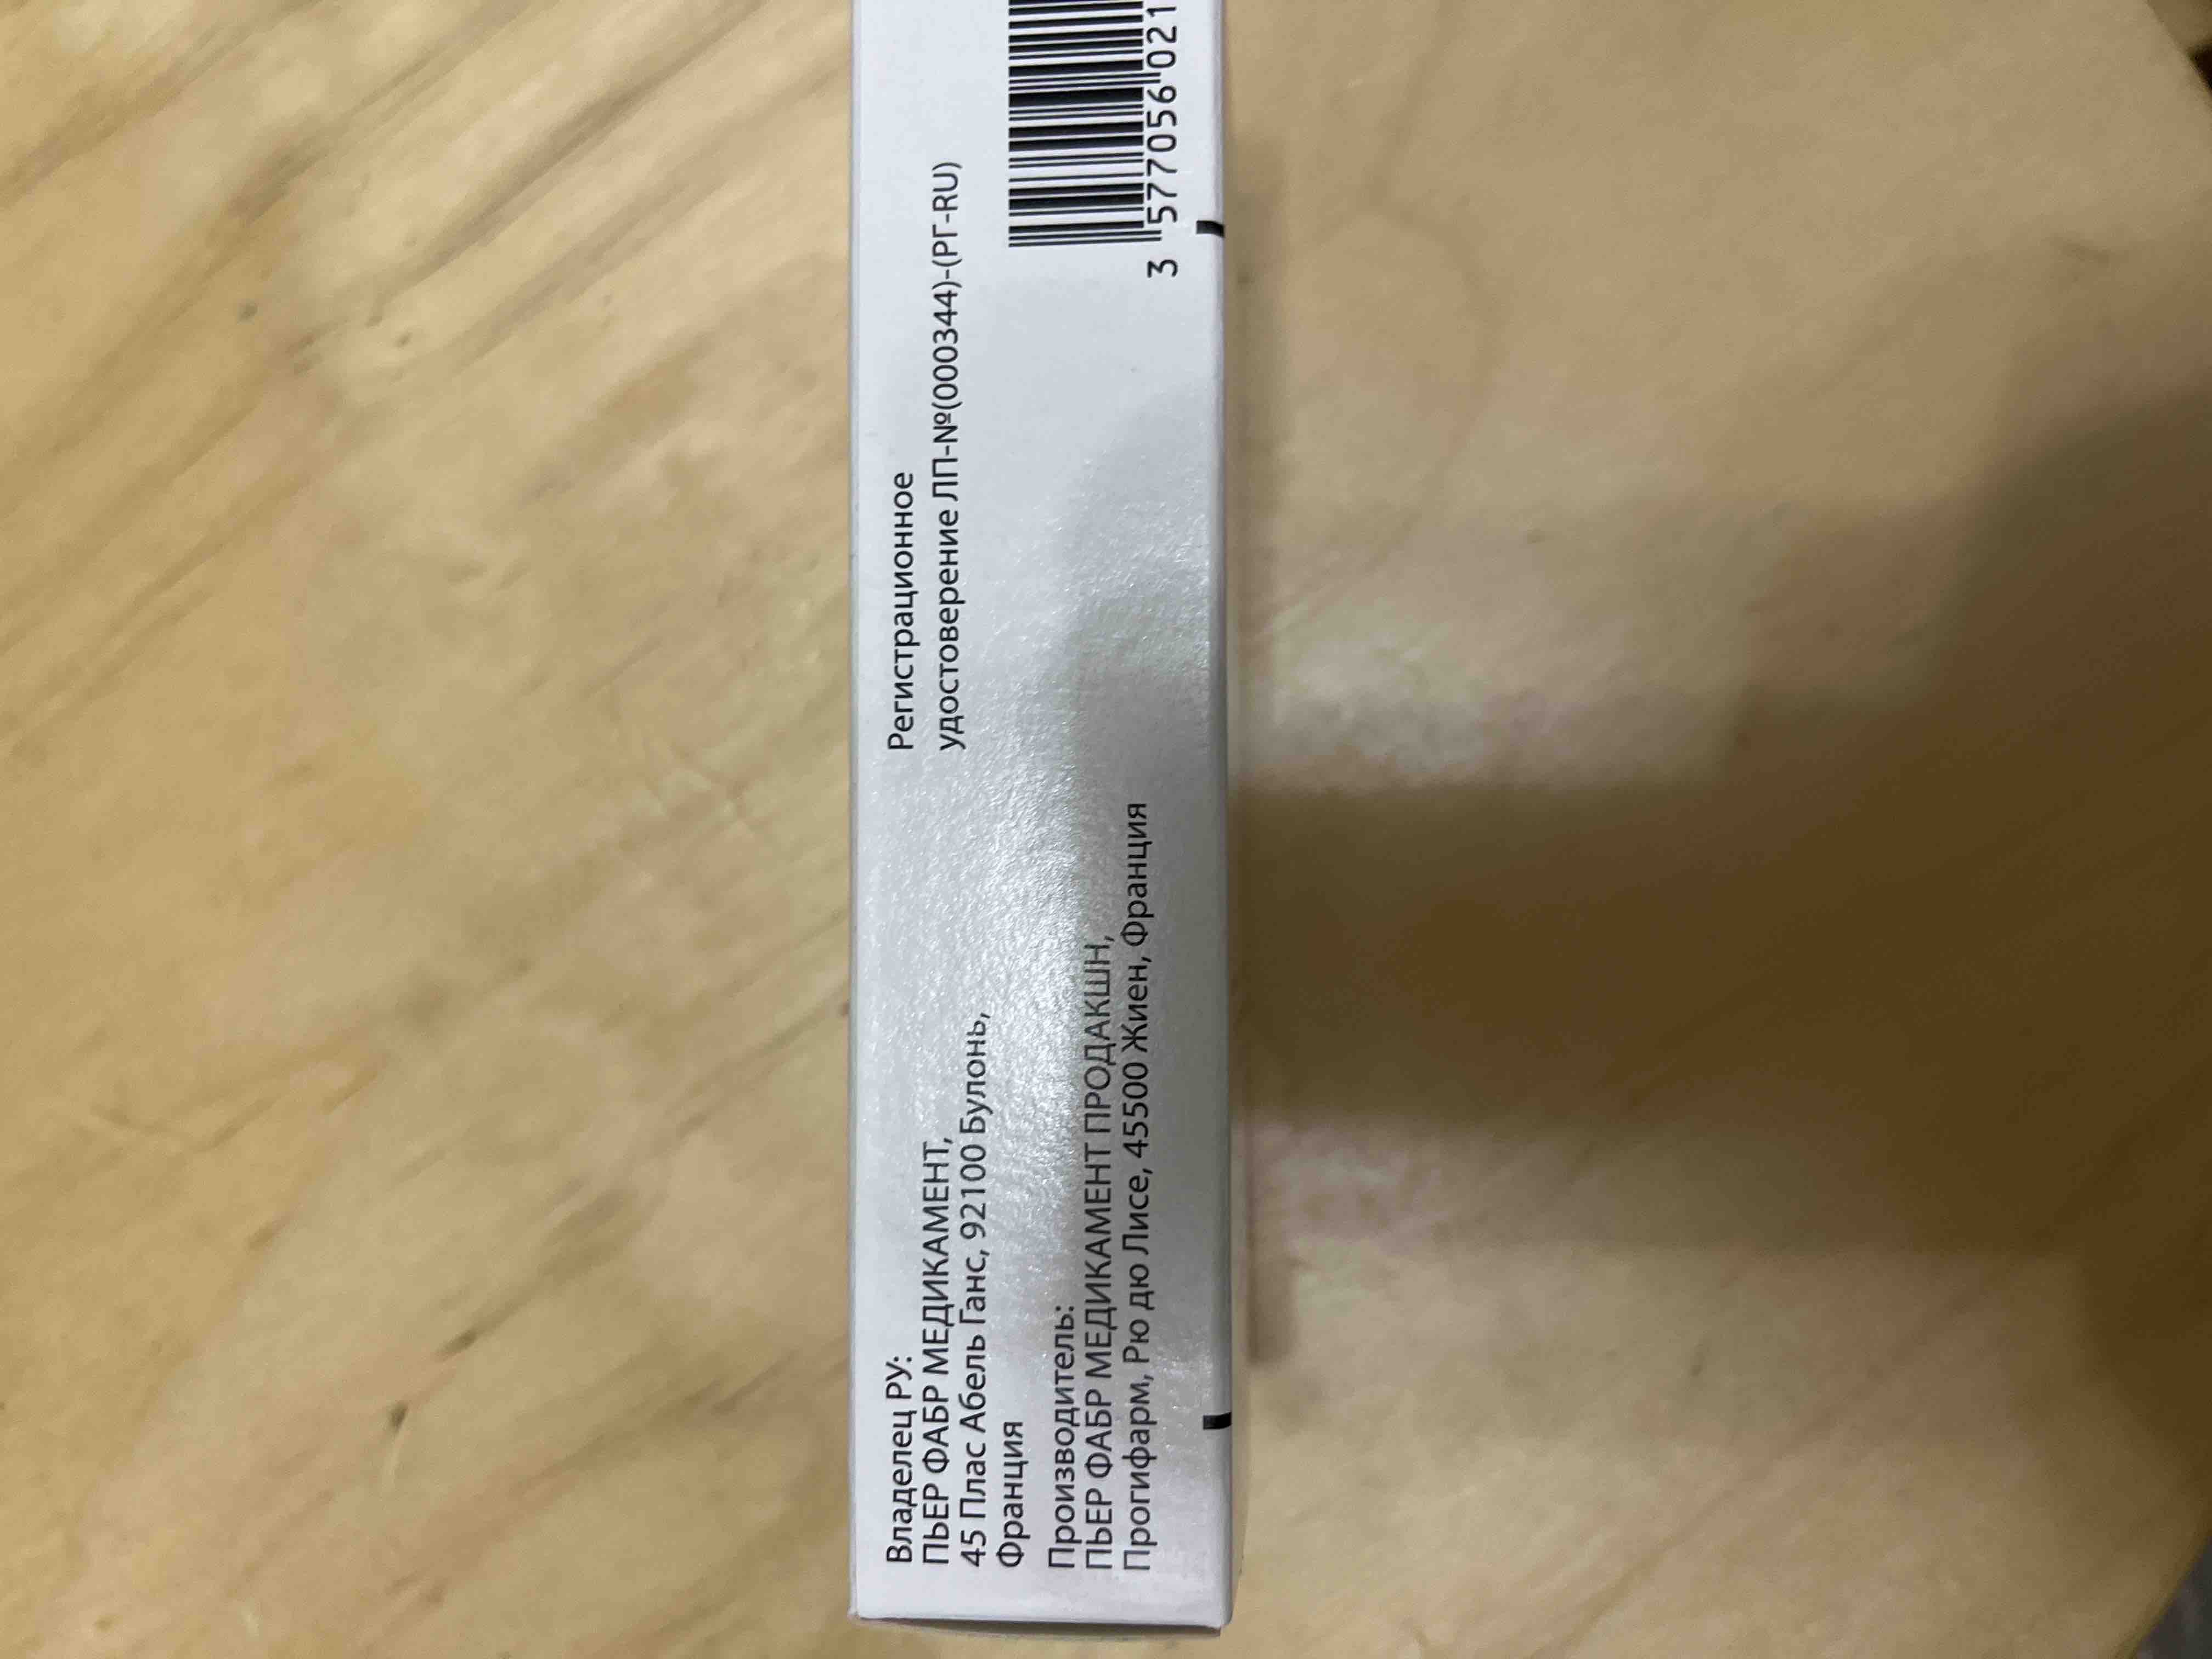 Владелец РУ:
ПЬЕР ФАБР МЕДИКАМЕНТ,
45 Плас Абель Ганс, 92100 Булонь,
Франция
Производитель:
ПЬЕР ФАБР МЕДИКАМЕНТ ПРОДАКШН,
Прогифарм, Рю дю Лисе, 45500 Жиен, Франция
Регистрационное
удостоверение ЛП-№(000344)-(РГ-RU)
3 577056 021